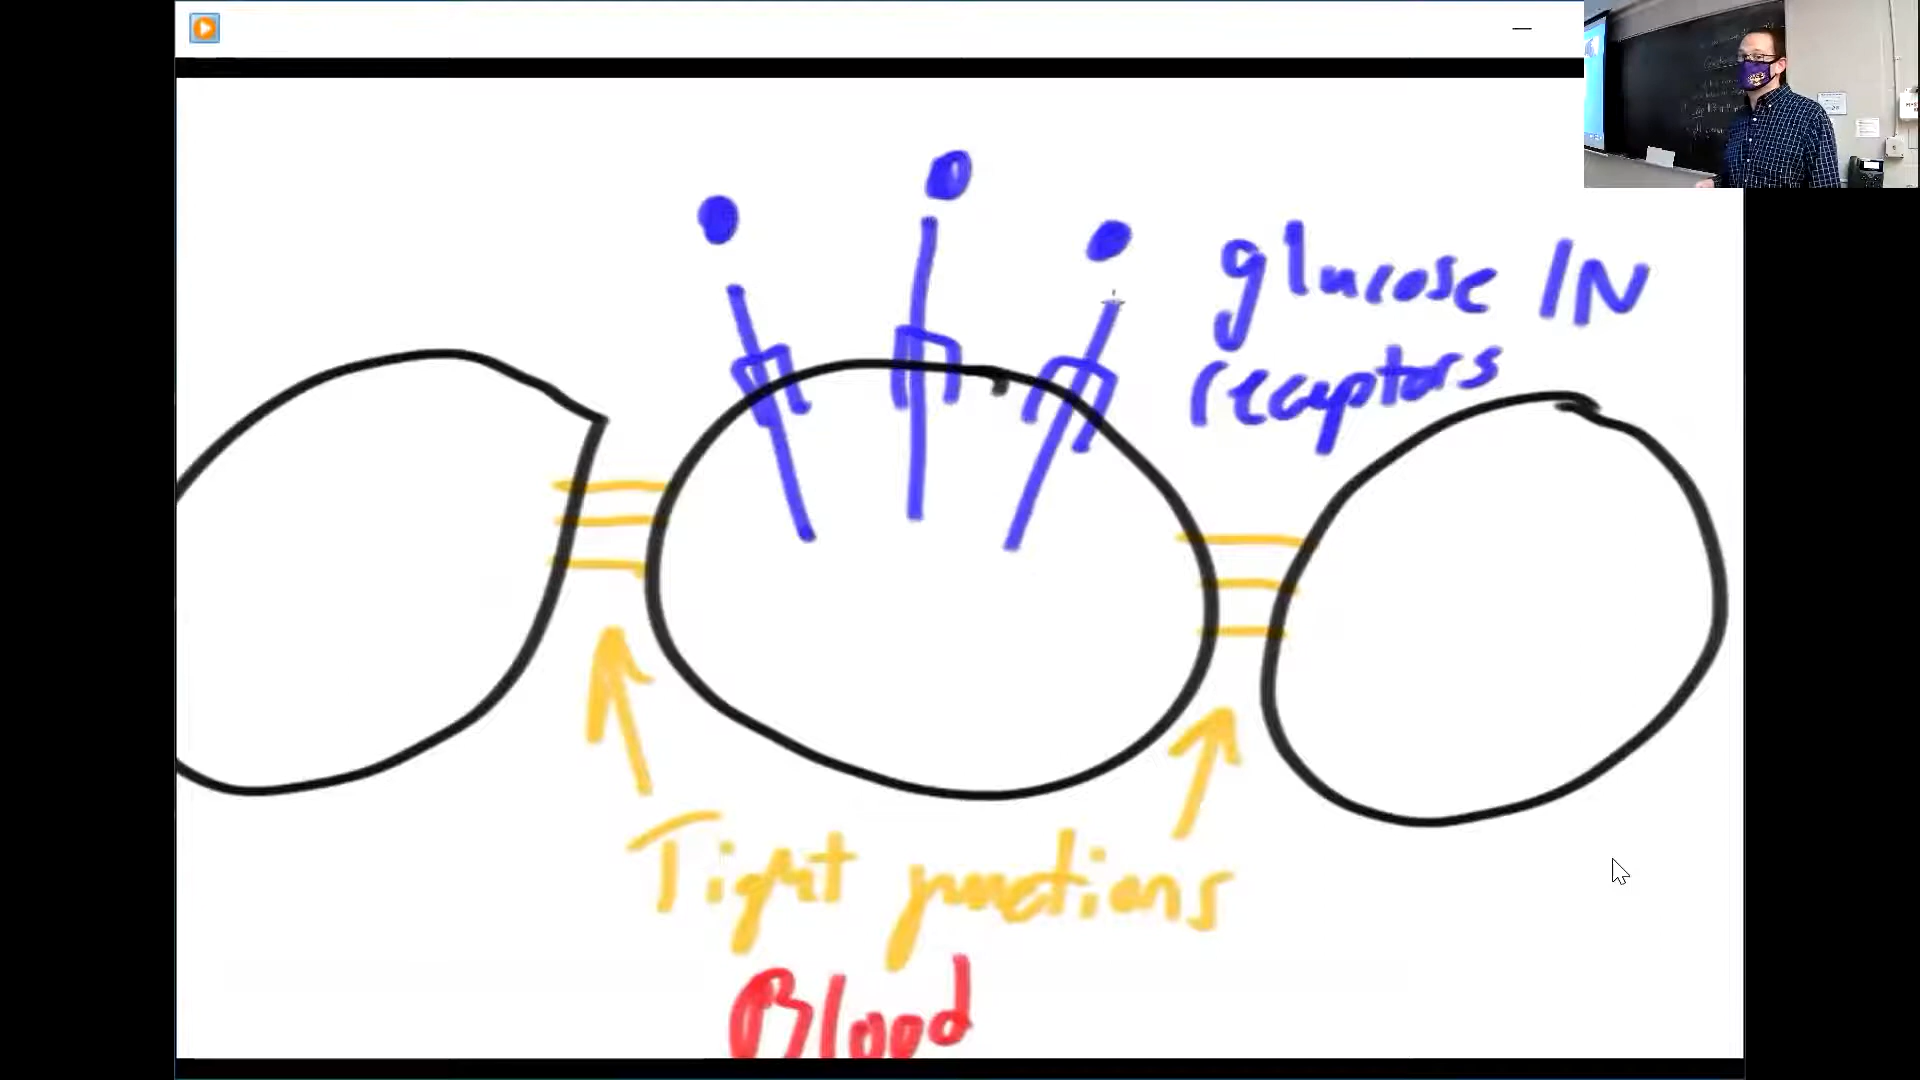 glucose IN
receptors
Tight junctions
Blood